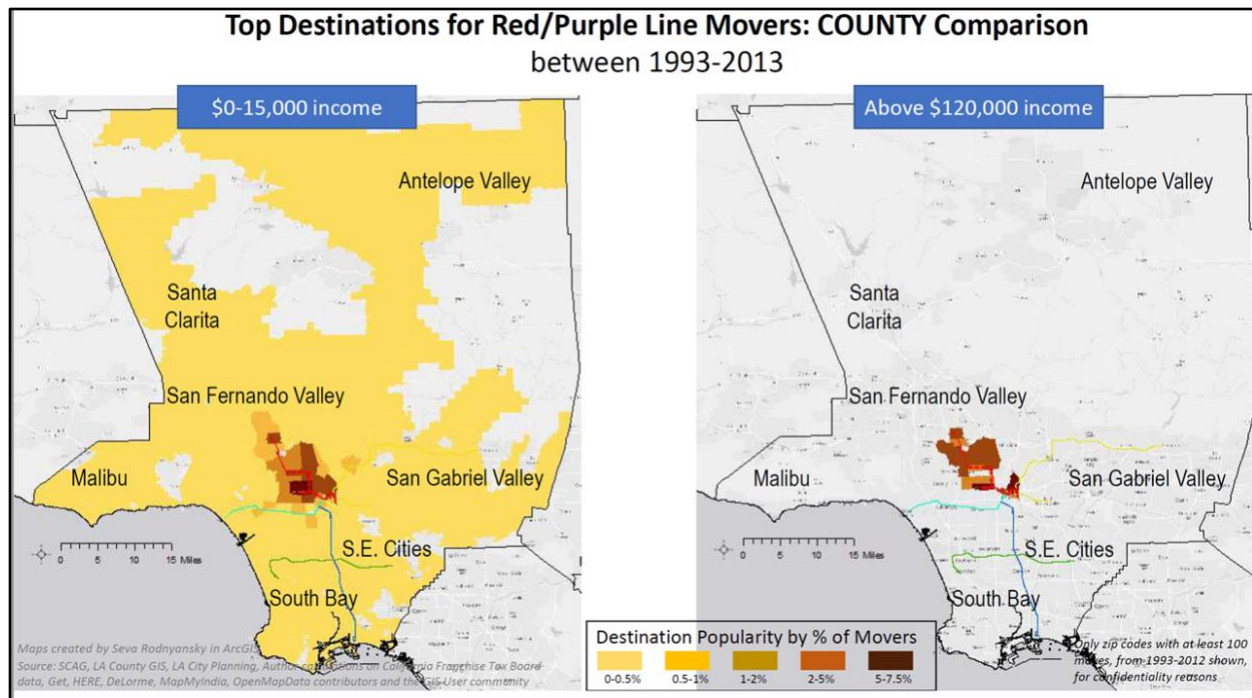 Top Destinations for Red/Purple Line Movers: COUNTY Comparison
between 1993-2013
$0-15,000 income
Antelope Valley
Santa
Clarita
San Fernando Valley
Malibu
San Gabriel Valley
0 5 10 15 Miles
S.E. Cities
South Bay
Maps created by Seva Rodnyansky in ArcGIS
Source: SCAG, LA County GIS, LA City Planning, Author calculations on California Franchise Tax Board
data, Get, HERE, DeLorme, MapMyIndia, OpenMapData contributors and the GIS User community
Above $120,000 income
Antelope Valley
Santa
Clarita
San Fernando Valley
Malibu
San Gabriel Valley
0 5 10 15 Miles
S.E. Cities
South Bay
Destination Popularity by % of Movers
0-0.5% 0.5-1% 1-2% 2-5% 5-7.5%
Only zip codes with at least 100
moves, from 1993-2012 shown,
for confidentiality reasons